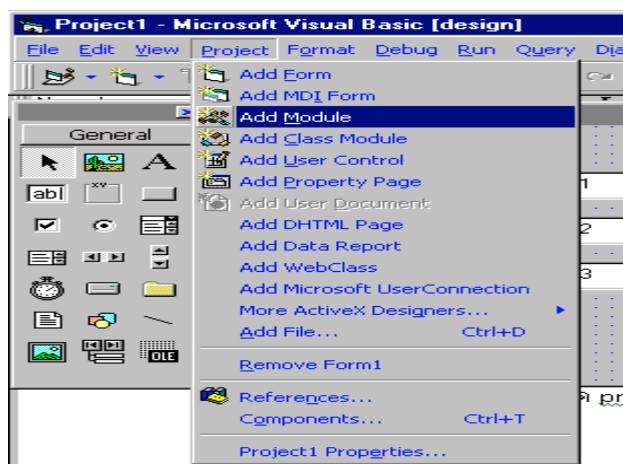 Project1 - Microsoft Visual Basic [design]
File Edit View Project Format Debug Run Query Dia
Add Form
Add MDI Form
General
Add Module
Add Class Module
Add User Control
Add Property Page
Add User Document
Add DHTML Page
Add Data Report
Add WebClass
Add Microsoft UserConnection
More ActiveX Designers...
Add File... Ctrl+D
Remove Form1
References...
Components... Ctrl+T
Project1 Properties...
A
abl
xv
OLE
1
2
3